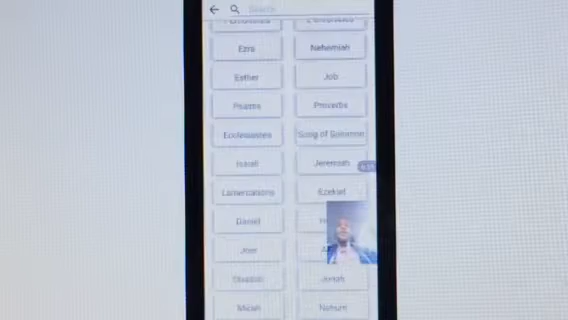 Search
Ezra Nehemiah
Esther Job
Psalms Proverbs
Ecclesiastes Song of Solomon
Isaiah Jeremiah
Lamentations Ezekiel
Daniel
Joel
Obadiah Jonah
Micah Nahum